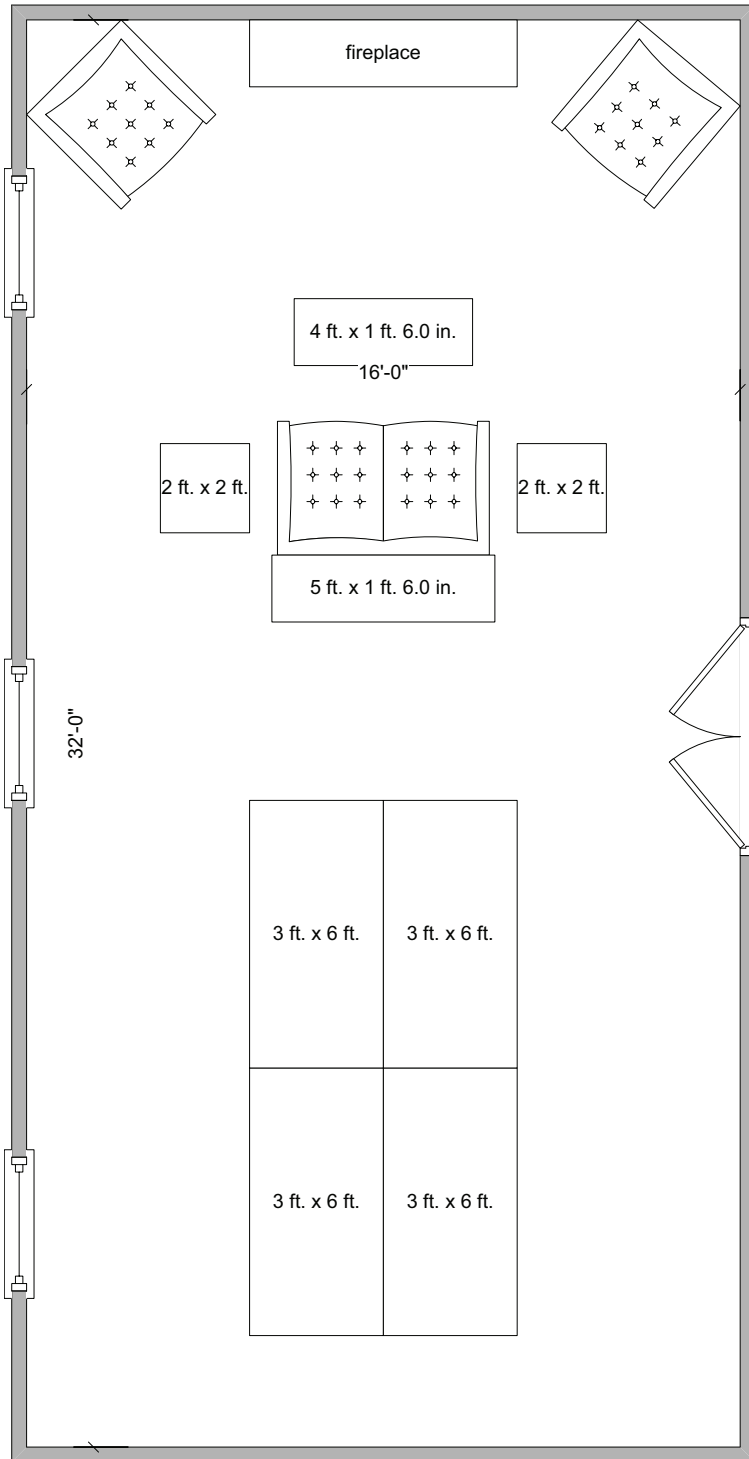 fireplace
4 ft. x 1 ft. 6.0 in.
16'-0"
2 ft. x 2 ft.
2 ft. x 2 ft.
5 ft. x 1 ft. 6.0 in.
32'-0"
3 ft. x 6 ft.
3 ft. x 6 ft.
3 ft. x 6 ft.
3 ft. x 6 ft.